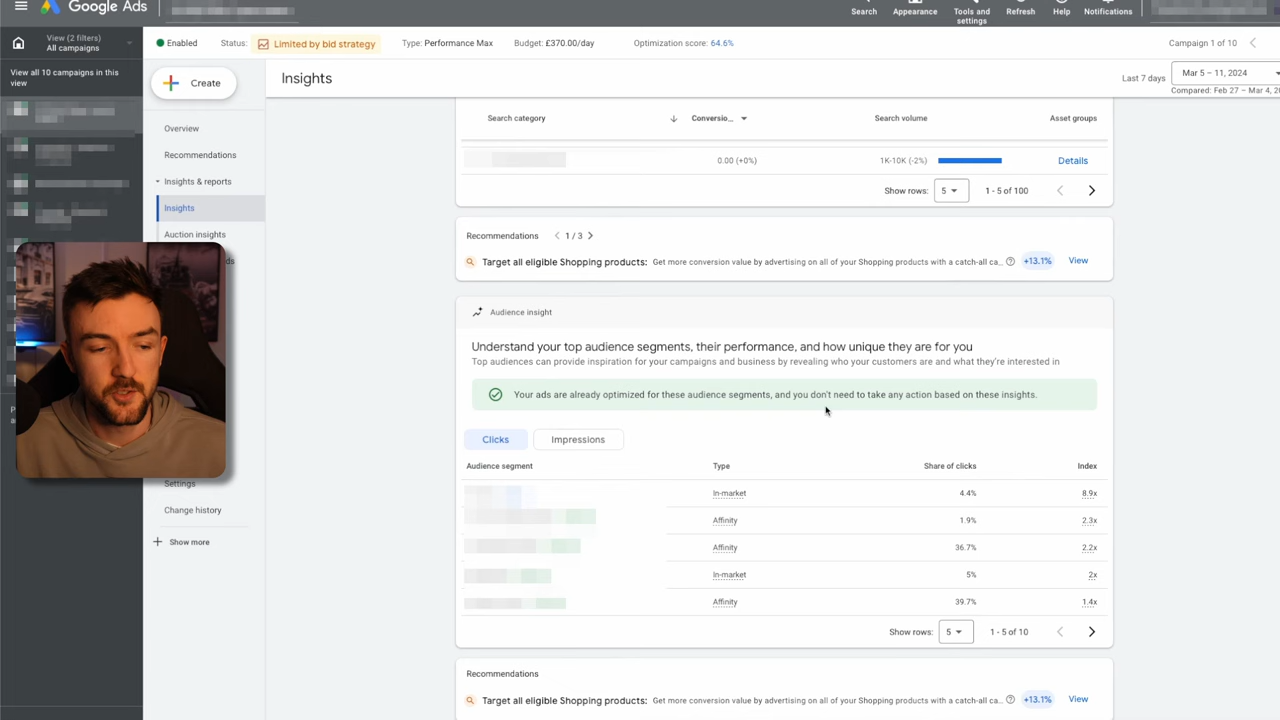 Google Ads
Search
Appearance
Tools and
settings
Refresh
Help
Notifications
View (2 filters)
All campaigns
Enabled
Status:
Limited by bid strategy
Type: Performance Max
Budget: £370.00/day
Optimization score: 64.6%
Campaign 1 of 10
View all 10 campaigns in this
view
Create
Insights
Last 7 days
Mar 5 – 11, 2024
Compared: Feb 27 – Mar 4, 20
Overview
Recommendations
Insights & reports
Insights
Auction insights
Settings
Change history
Show more
Search category
Conversio...
Search volume
Asset groups
0.00 (+0%)
1K-10K (-2%)
Details
Show rows:
5
1 - 5 of 100
Recommendations
1 / 3
Target all eligible Shopping products: Get more conversion value by advertising on all of your Shopping products with a catch-all ca...
+13.1%
View
Audience insight
Understand your top audience segments, their performance, and how unique they are for you
Top audiences can provide inspiration for your campaigns and business by revealing who your customers are and what they're interested in
Your ads are already optimized for these audience segments, and you don't need to take any action based on these insights.
Clicks
Impressions
Audience segment
Type
Share of clicks
Index
In-market
4.4%
8.9x
Affinity
1.9%
2.3x
Affinity
36.7%
2.2x
In-market
5%
2x
Affinity
39.7%
1.4x
Show rows:
5
1 - 5 of 10
Recommendations
Target all eligible Shopping products: Get more conversion value by advertising on all of your Shopping products with a catch-all ca...
+13.1%
View